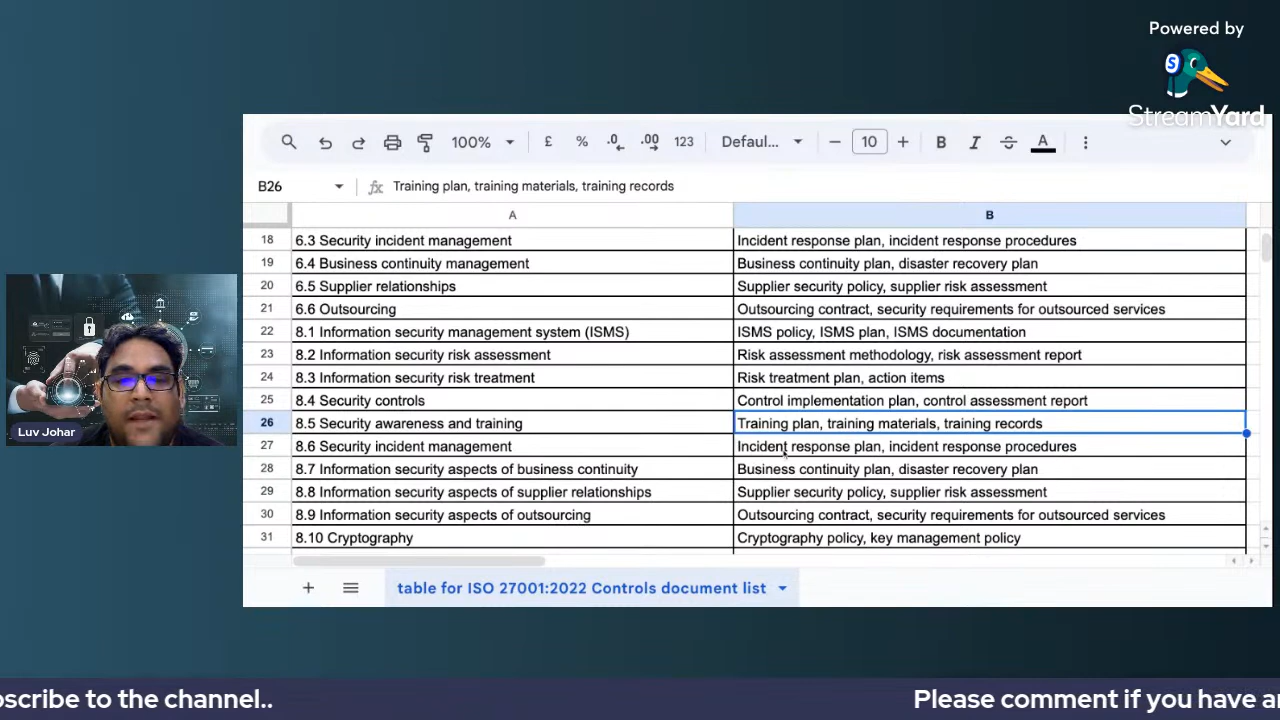 Powered by
S
StreamYard
100%
£ % .0 .00 123 Defaul... 10 B I S A
B26 fx Training plan, training materials, training records
A B
18 6.3 Security incident management Incident response plan, incident response procedures
19 6.4 Business continuity management Business continuity plan, disaster recovery plan
20 6.5 Supplier relationships Supplier security policy, supplier risk assessment
21 6.6 Outsourcing Outsourcing contract, security requirements for outsourced services
22 8.1 Information security management system (ISMS) ISMS policy, ISMS plan, ISMS documentation
23 8.2 Information security risk assessment Risk assessment methodology, risk assessment report
24 8.3 Information security risk treatment Risk treatment plan, action items
25 8.4 Security controls Control implementation plan, control assessment report
26 8.5 Security awareness and training Training plan, training materials, training records
27 8.6 Security incident management Incident response plan, incident response procedures
28 8.7 Information security aspects of business continuity Business continuity plan, disaster recovery plan
29 8.8 Information security aspects of supplier relationships Supplier security policy, supplier risk assessment
30 8.9 Information security aspects of outsourcing Outsourcing contract, security requirements for outsourced services
31 8.10 Cryptography Cryptography policy, key management policy
table for ISO 27001:2022 Controls document list
Luv Johar
oscribe to the channel.. Please comment if you have a